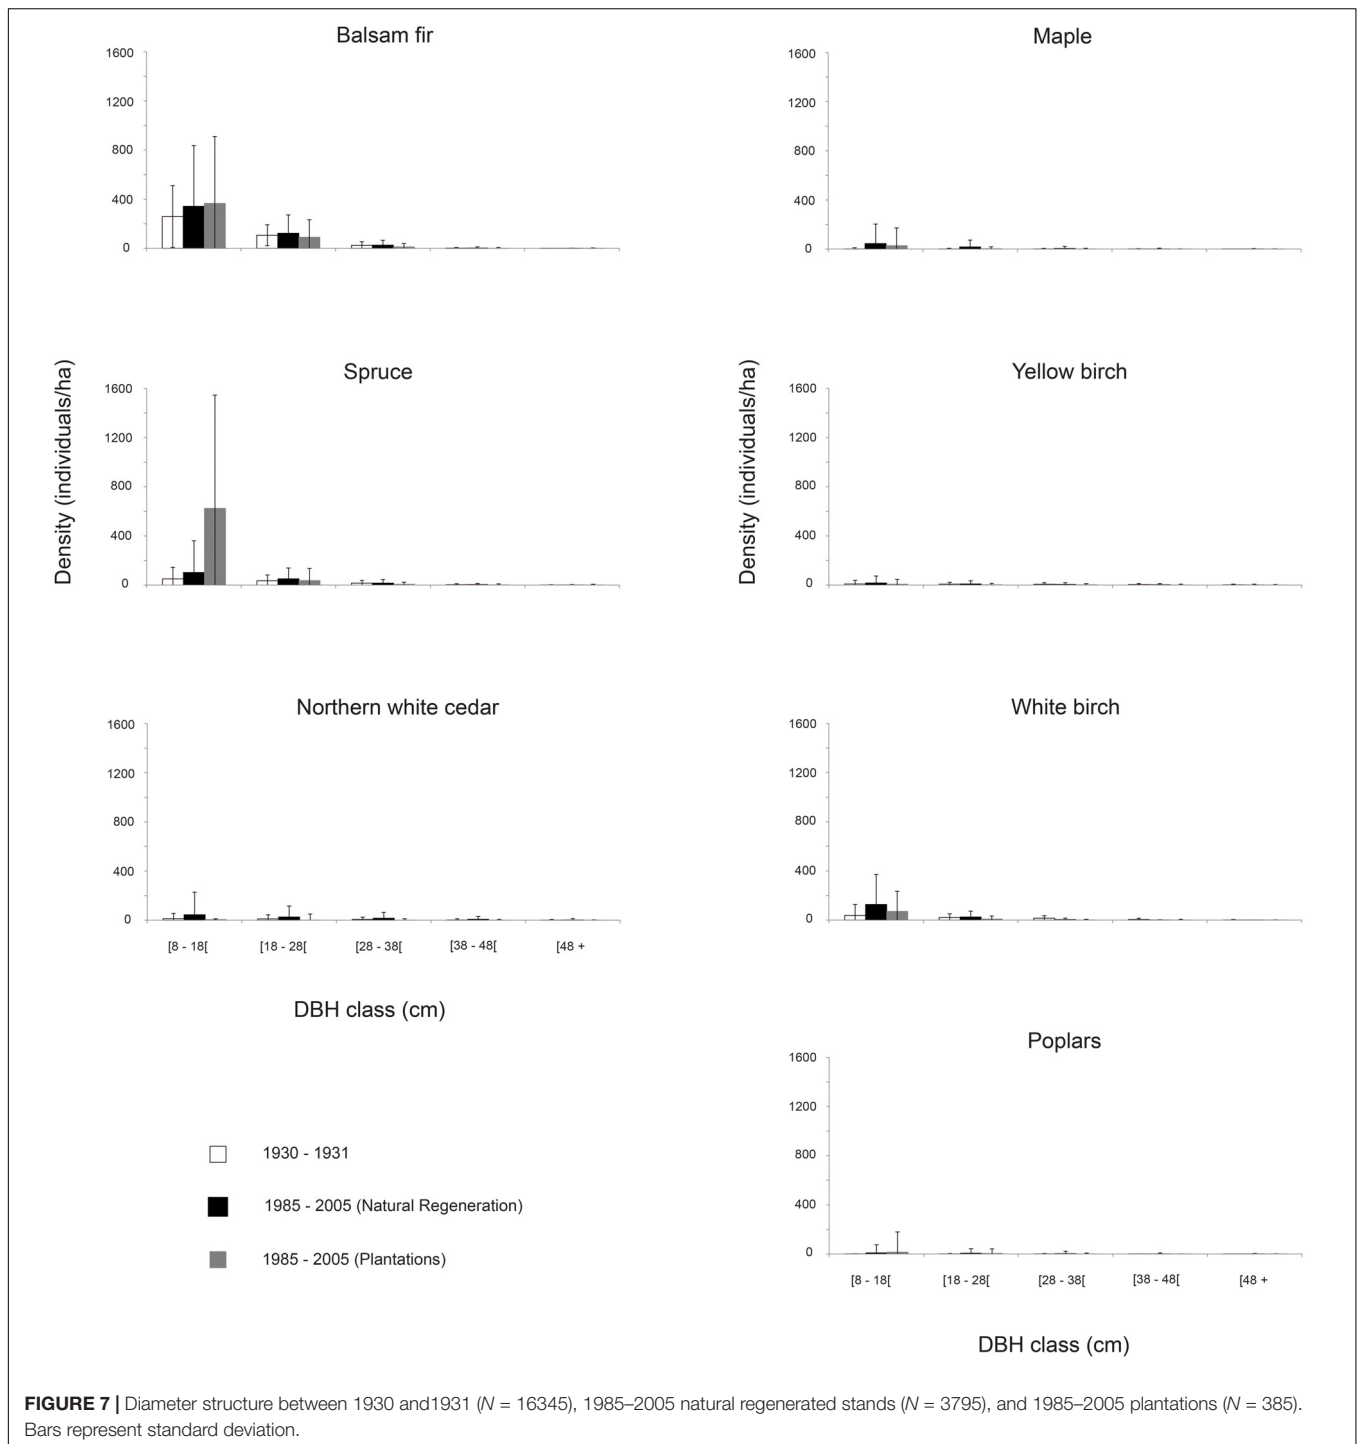 Balsam fir
1600
1200
800
400
0
Maple
1600
1200
800
400
0
Density (individuals/ha)
Spruce
1600
1200
800
400
0
Density (individuals/ha)
Yellow birch
1600
1200
800
400
0
Northern white cedar
1600
1200
800
400
0
[8 - 18[ [18 - 28[ [28 - 38[ [38 - 48[ [48 +
DBH class (cm)
White birch
1600
1200
800
400
0
Poplars
1600
1200
800
400
0
[8 - 18[ [18 - 28[ [28 - 38[ [38 - 48[ [48 +
DBH class (cm)
1930 - 1931
1985 - 2005 (Natural Regeneration)
1985 - 2005 (Plantations)
FIGURE 7 | Diameter structure between 1930 and1931 (N = 16345), 1985–2005 natural regenerated stands (N = 3795), and 1985–2005 plantations (N = 385).
Bars represent standard deviation.